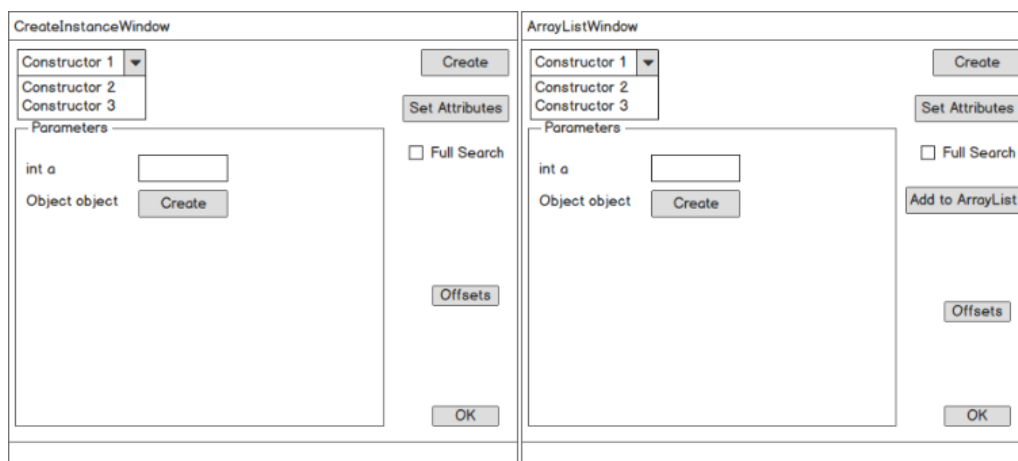 CreateInstanceWindow
Constructor 1
Create
Constructor 2
Constructor 3
Set Attributes
Parameters
Full Search
int a
Object object
Create
Offsets
OK
ArrayListWindow
Constructor 1
Create
Constructor 2
Constructor 3
Set Attributes
Parameters
Full Search
int a
Object object
Create
Add to ArrayList
Offsets
OK